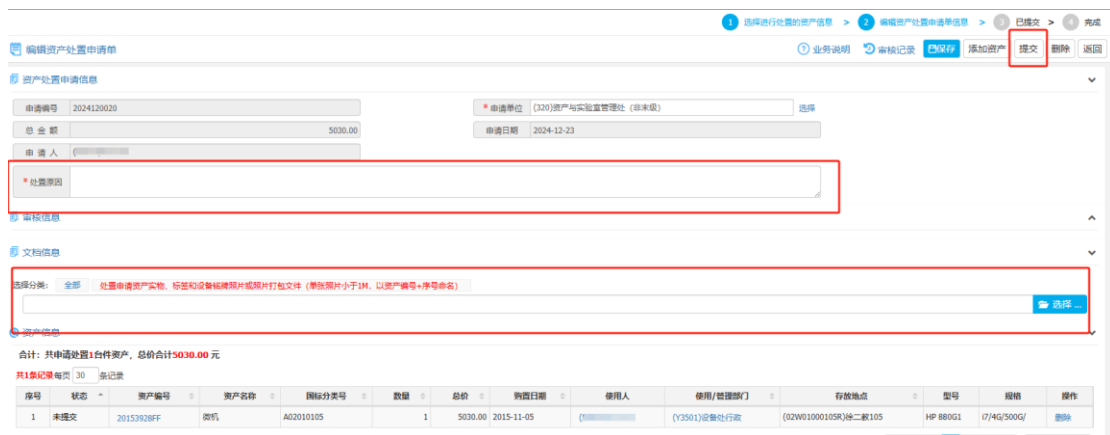 1 选择进行处置的资产信息 > 2 编辑资产处置申请单信息 > 3 已提交 > 4 完成
编辑资产处置申请单 业务说明 审核记录 保存 添加资产 提交 删除 返回
资产处置申请信息
申请编号 2024120020 * 申请单位 (320)资产与实验室管理处（非末级） 选择
总金额 5030.00 申请日期 2024-12-23
申请人 (
* 处置原因
审核信息
文档信息
选择分类： 全部 处置申请资产实物、标签和设备铭牌照片或照片打包文件（单张照片小于1M、以资产编号+序号命名）
选择 ...
资产信息
合计：共申请处置1台件资产，总价合计5030.00 元
共1条纪录每页 30 条记录
序号 状态 资产编号 资产名称 国标分类号 数量 总价 购置日期 使用人 使用/管理部门 存放地点 型号 规格 操作
1 未提交 20153928FF 微机 A02010105 1 5030.00 2015-11-05 ( (Y3501)设备处行政 (02W01000105R)徐二教105 HP 880G1 i7/4G/500G/ 删除